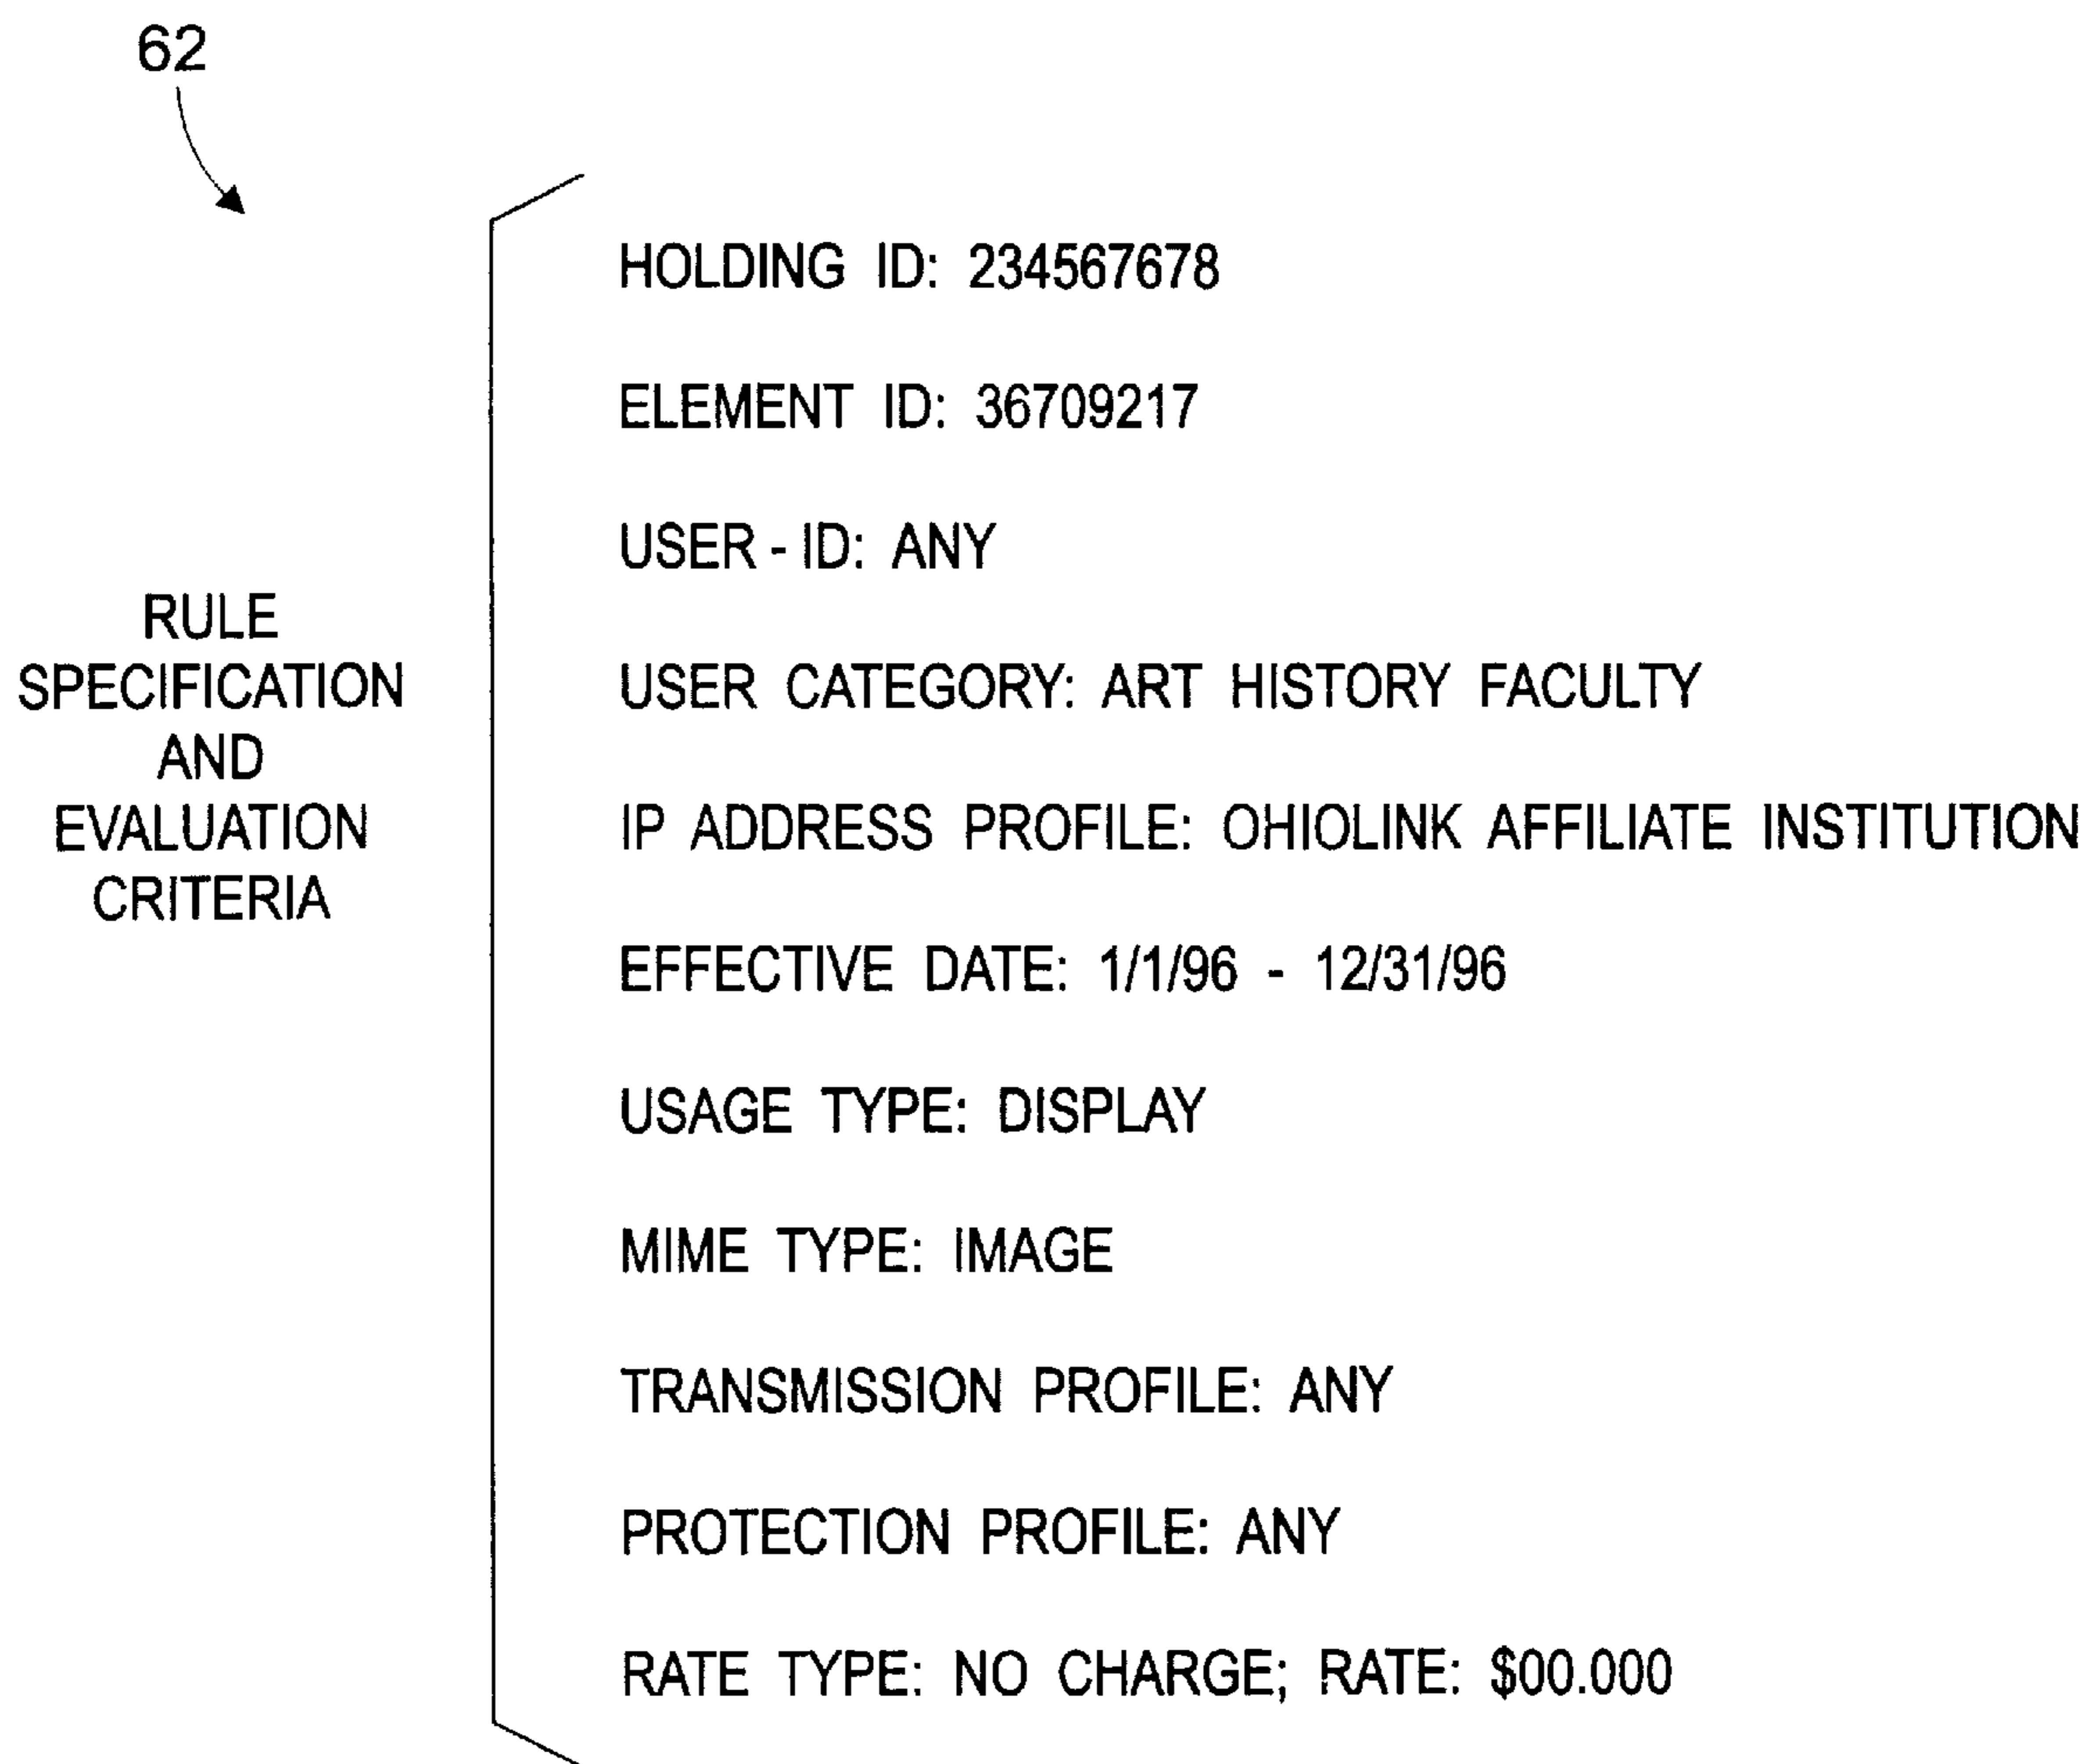 62
RULE
SPECIFICATION
AND
EVALUATION
CRITERIA
HOLDING ID: 234567678
ELEMENT ID: 36709217
USER - ID: ANY
USER CATEGORY: ART HISTORY FACULTY
IP ADDRESS PROFILE: OHIOLINK AFFILIATE INSTITUTION
EFFECTIVE DATE: 1/1/96 - 12/31/96
USAGE TYPE: DISPLAY
MIME TYPE: IMAGE
TRANSMISSION PROFILE: ANY
PROTECTION PROFILE: ANY
RATE TYPE: NO CHARGE; RATE: $00.000